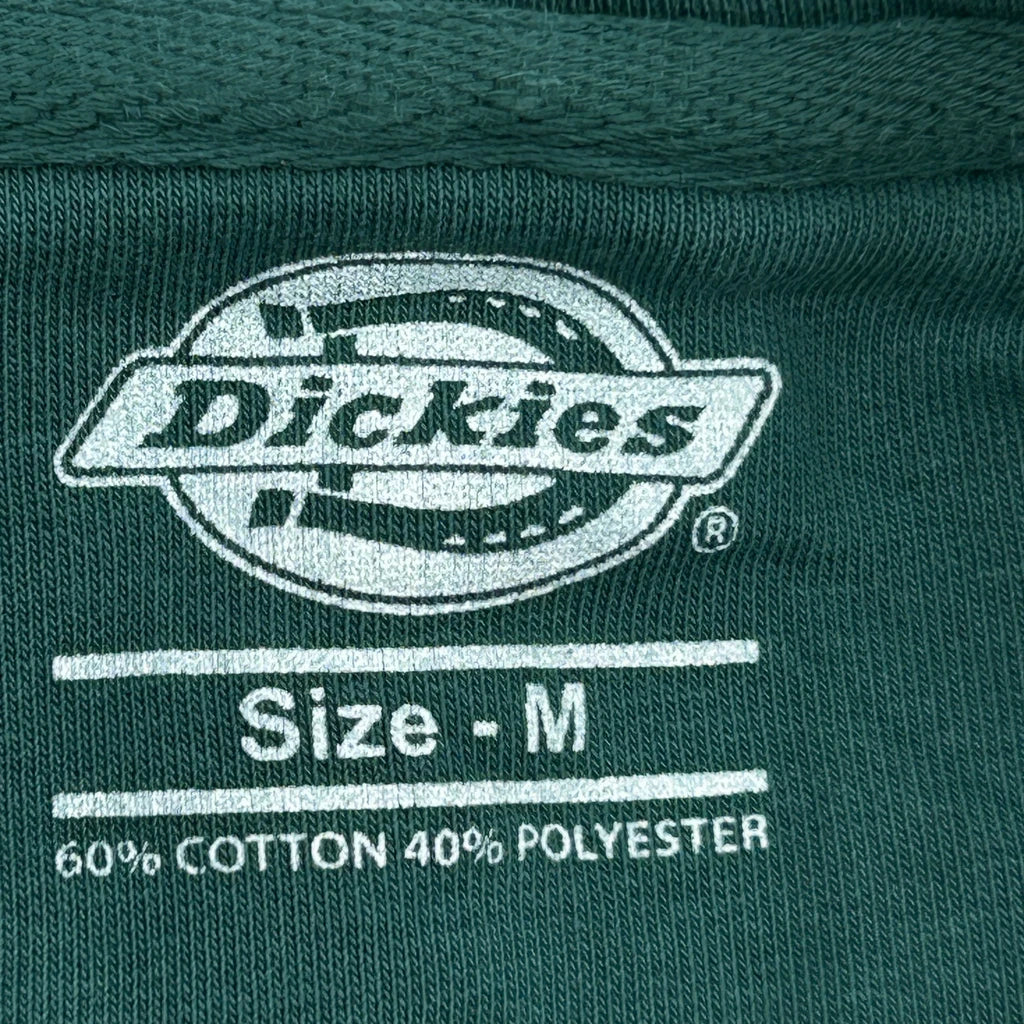 Dickies
®
Size - M
60% COTTON 40% POLYESTER